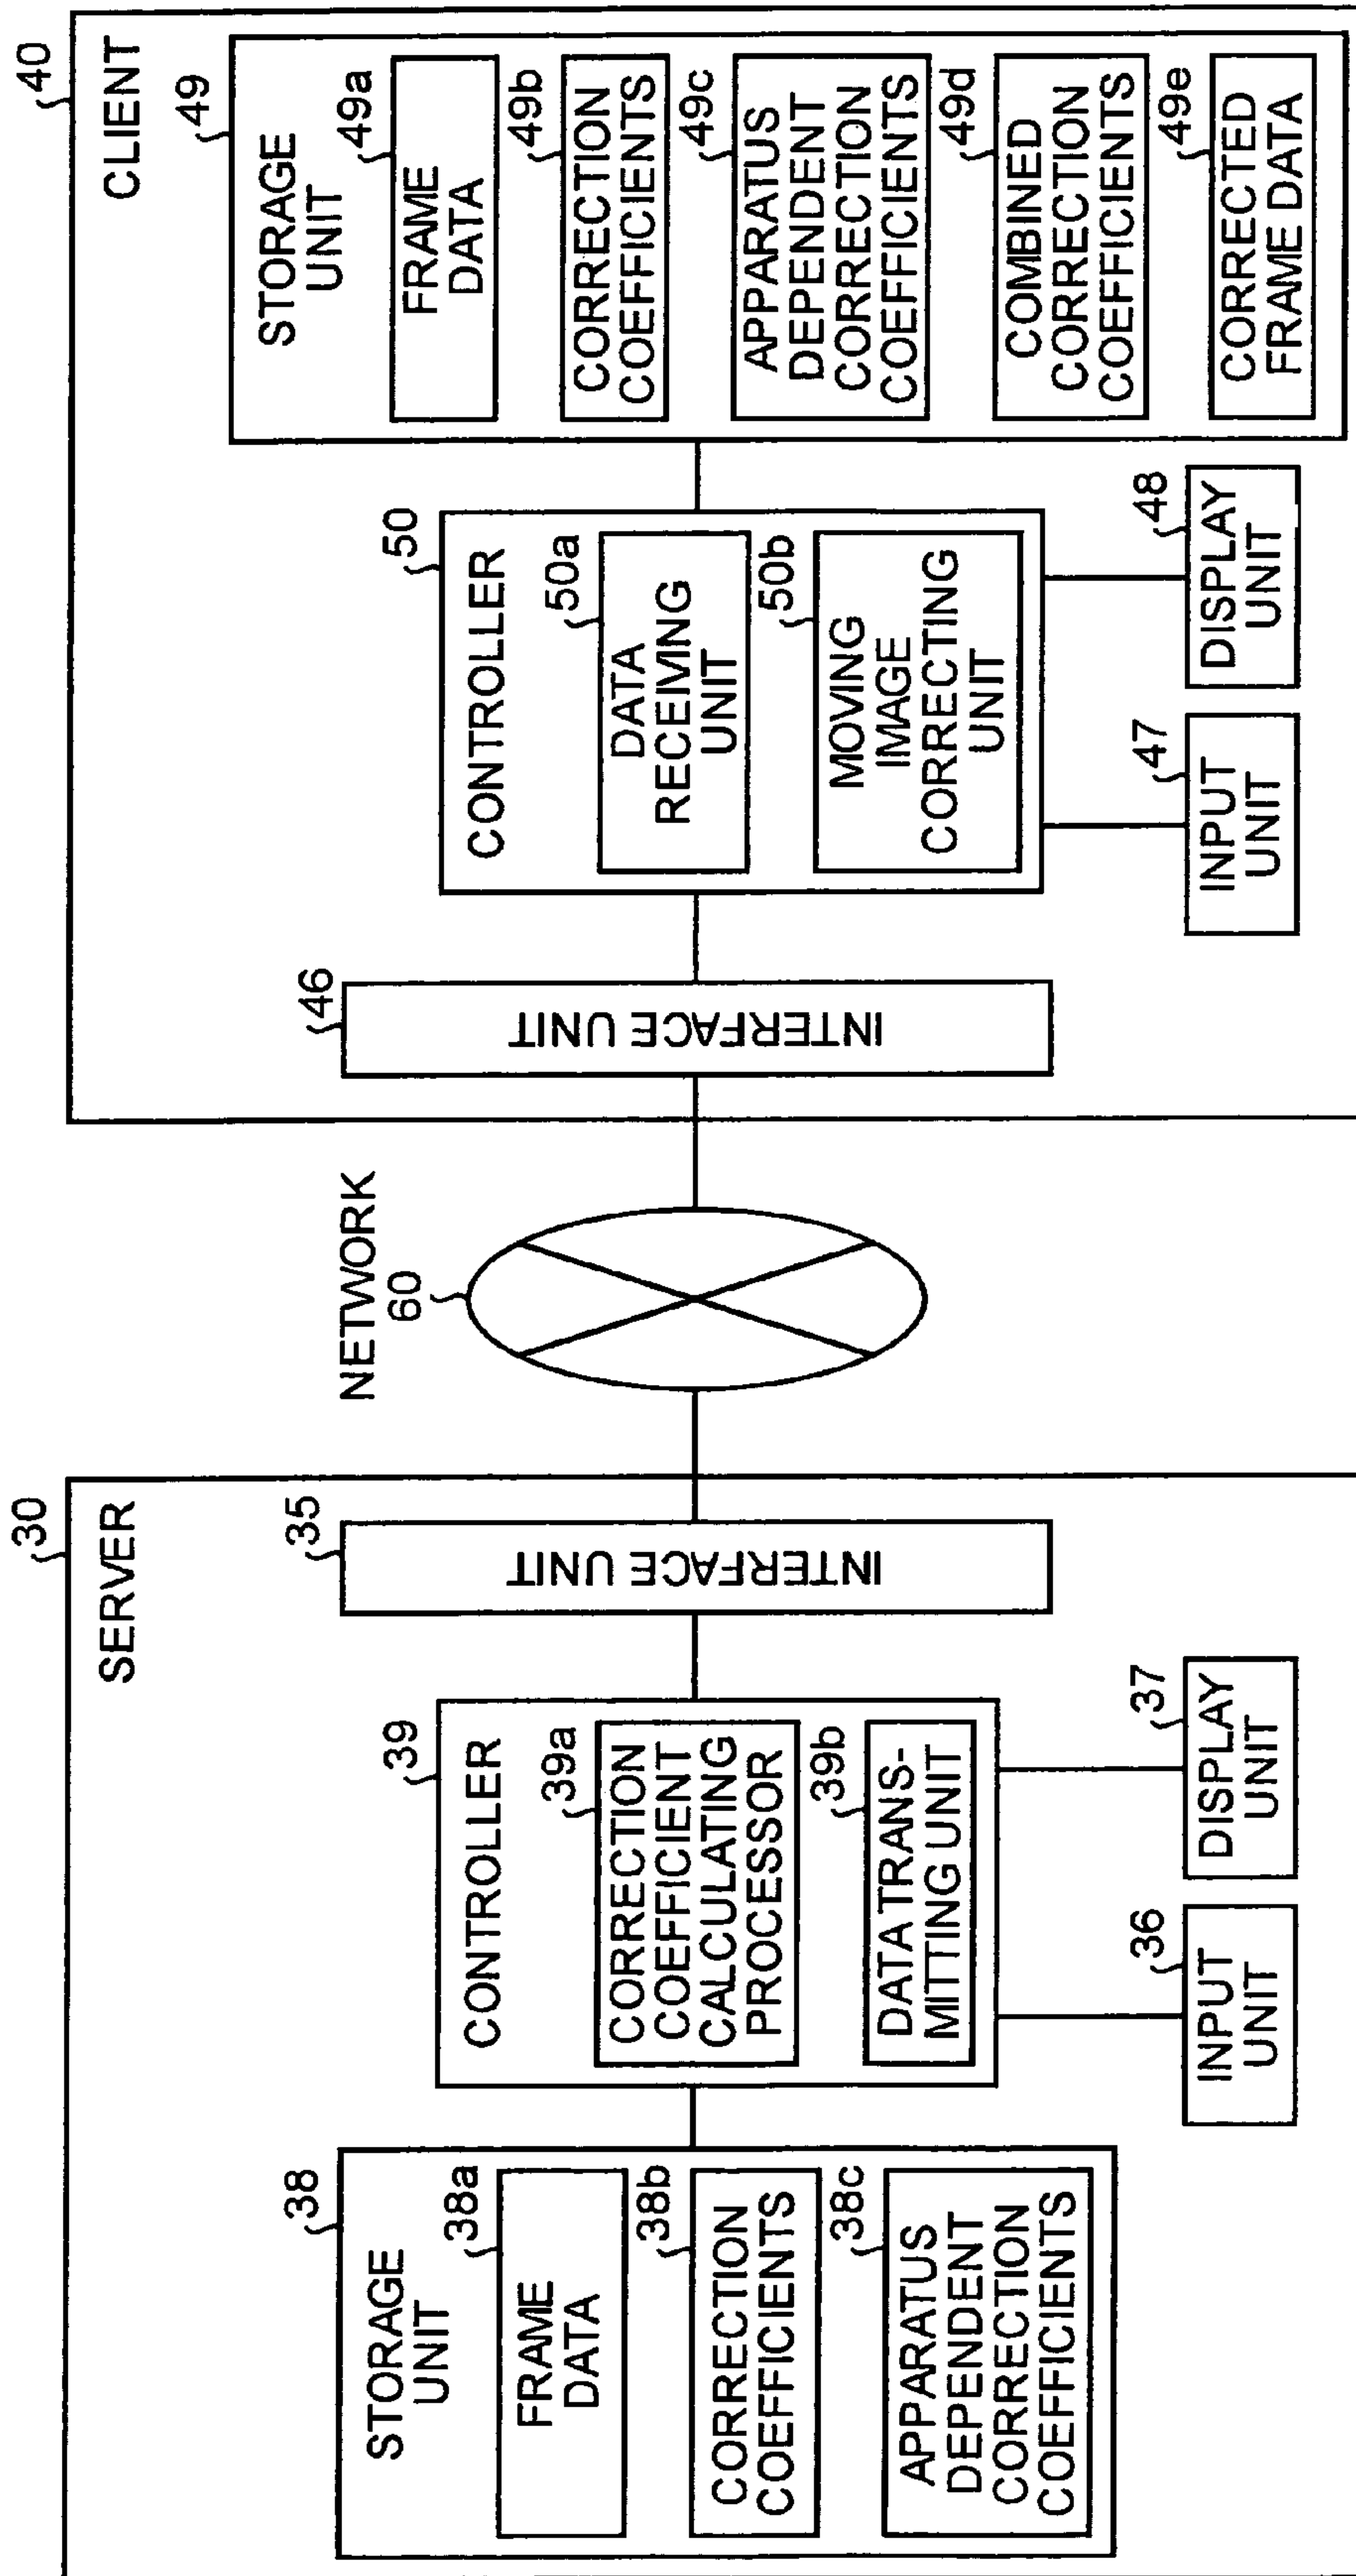 30
SERVER
38
STORAGE
UNIT
38a
FRAME
DATA
38b
CORRECTION
COEFFICIENTS
38c
APPARATUS
DEPENDENT
CORRECTION
COEFFICIENTS
39
CONTROLLER
39a
CORRECTION
COEFFICIENT
CALCULATING
PROCESSOR
39b
DATA TRANS-
MITTING UNIT
36
INPUT
UNIT
37
DISPLAY
UNIT
35
INTERFACE UNIT
NETWORK
60
40
CLIENT
46
INTERFACE UNIT
50
CONTROLLER
50a
DATA
RECEIVING
UNIT
50b
MOVING
IMAGE
CORRECTING
UNIT
47
INPUT
UNIT
48
DISPLAY
UNIT
49
STORAGE
UNIT
49a
FRAME
DATA
49b
CORRECTION
COEFFICIENTS
49c
APPARATUS
DEPENDENT
CORRECTION
COEFFICIENTS
49d
COMBINED
CORRECTION
COEFFICIENTS
49e
CORRECTED
FRAME DATA